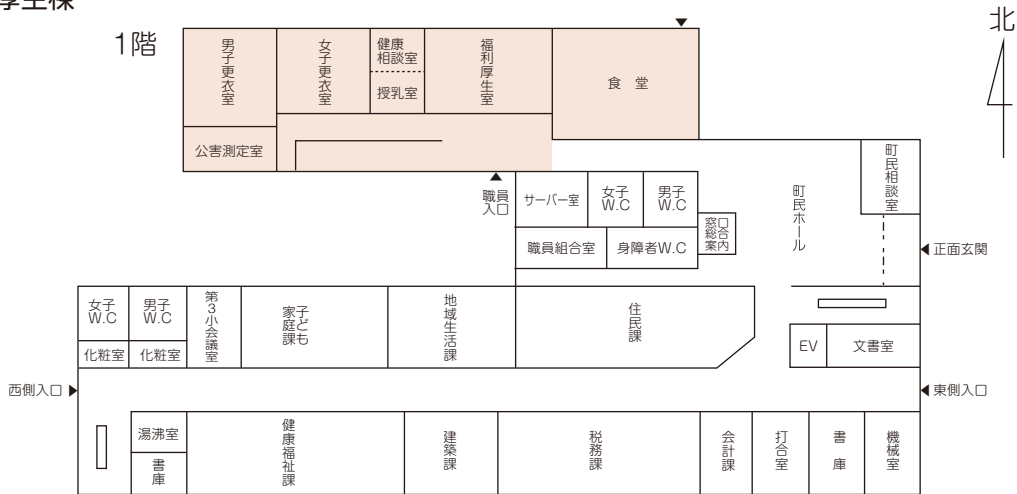 厚生棟
1階
北
男子更衣室
女子更衣室
健康
相談室
授乳室
福利厚生室
食 堂
公害測定室
職員
入口
サーバー室
女子
W.C
男子
W.C
職員組合室
身障者W.C
窓口
総合
案内
町民ホール
町民相談室
正面玄関
女子
W.C
男子
W.C
化粧室
化粧室
第3小会議室
子ども
家庭課
地域生活課
住民課
EV
文書室
西側入口
東側入口
湯沸室
書庫
健康福祉課
建築課
税務課
会計課
打合室
書 庫
機械室